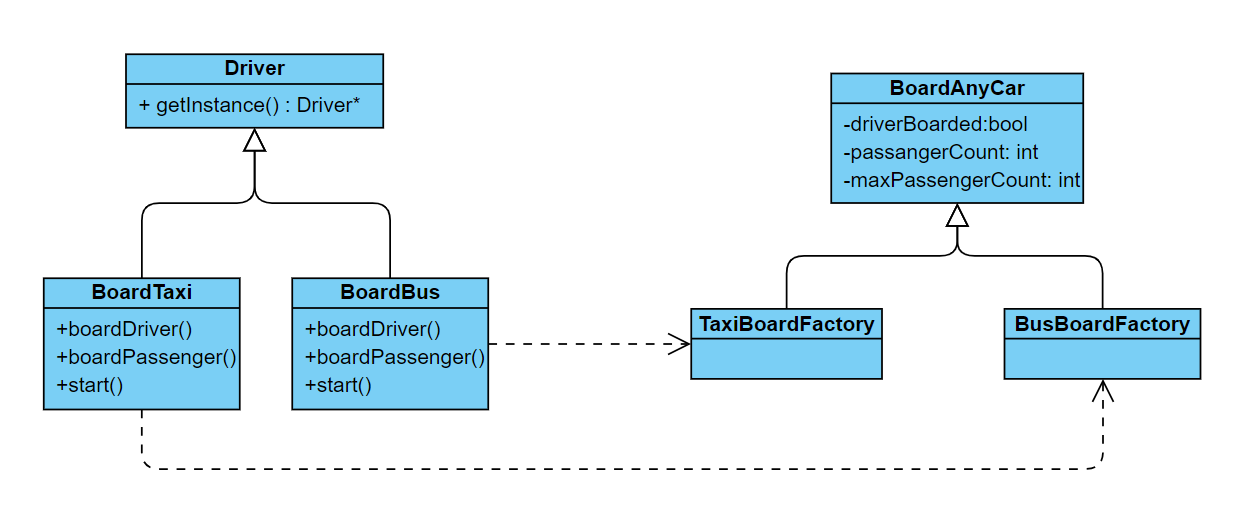 Driver
+ getInstance() : Driver*
BoardAnyCar
-driverBoarded:bool
-passangerCount: int
-maxPassengerCount: int
BoardTaxi
+boardDriver()
+boardPassenger()
+start()
BoardBus
+boardDriver()
+boardPassenger()
+start()
TaxiBoardFactory
BusBoardFactory